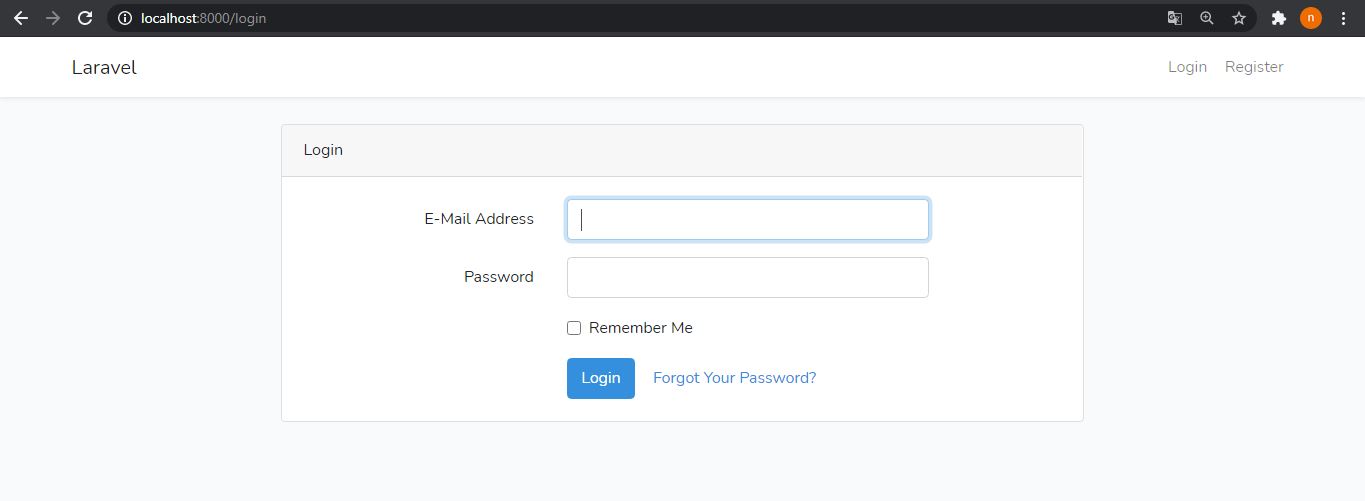 localhost:8000/login
n
Laravel
Login Register
Login
E-Mail Address
Password
Remember Me
Login Forgot Your Password?